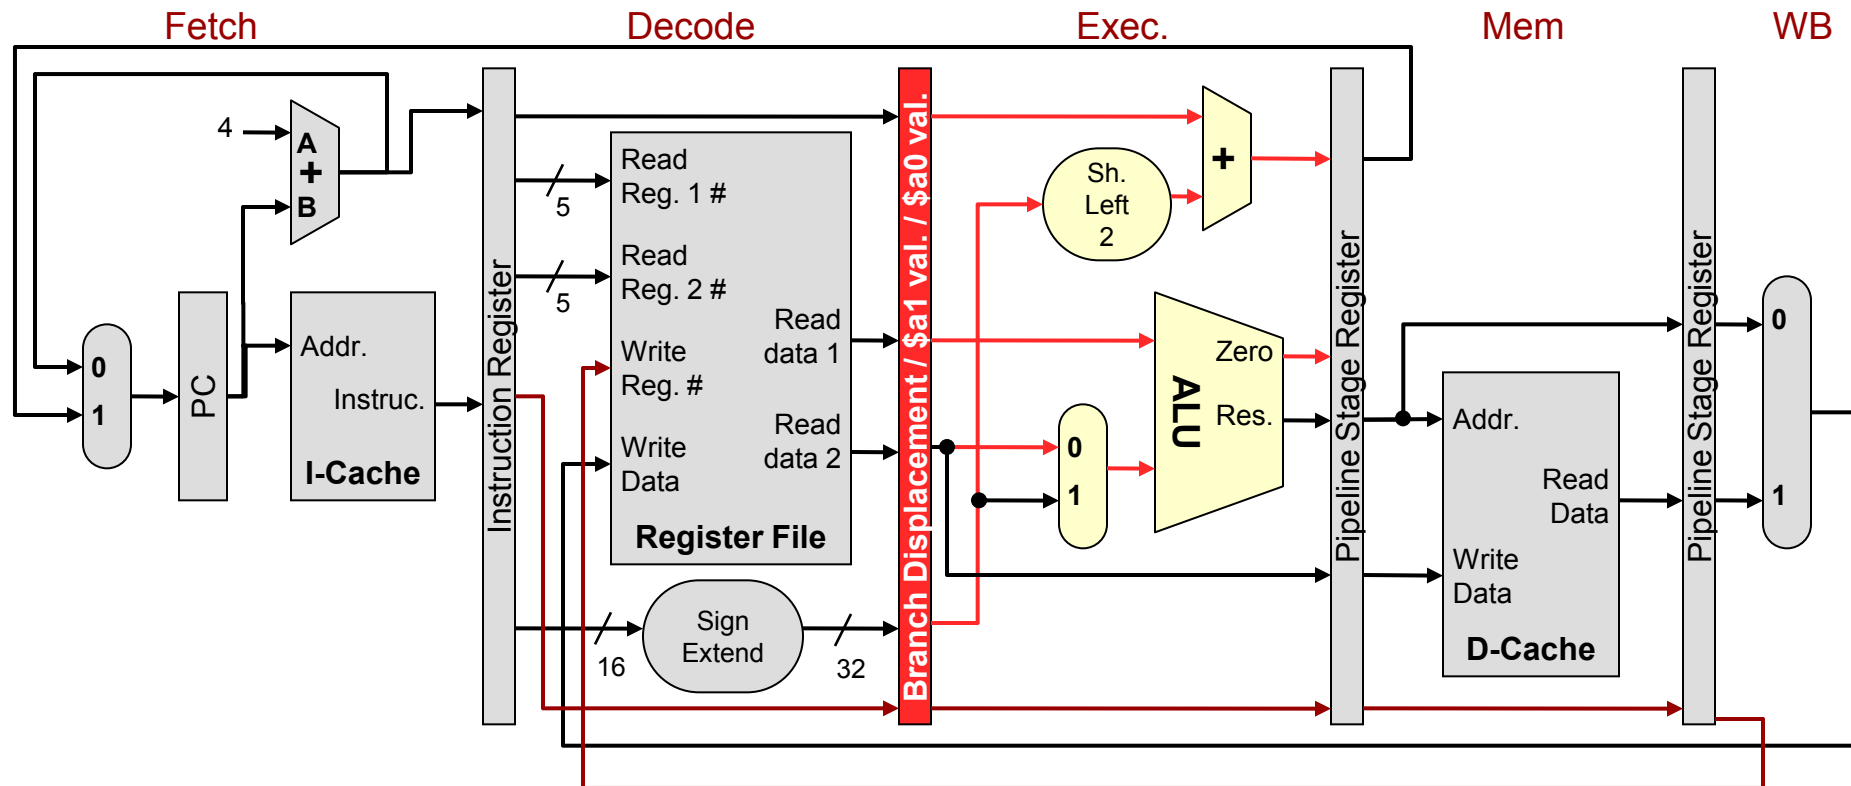 Fetch
Decode
Exec.
Mem
WB
4
A
+
B
0
1
PC
Addr.
Instruc.
I-Cache
Instruction Register
5
5
Read
Reg. 1 #
Read
Reg. 2 #
Write
Reg. #
Write
Data
Read
data 1
Read
data 2
Register File
16
Sign
Extend
32
Branch Displacement / $a1 val. / $a0 val.
Sh.
Left
2
+
0
1
ALU
Zero
Res.
Pipeline Stage Register
Addr.
Read
Data
Write
Data
D-Cache
Pipeline Stage Register
0
1